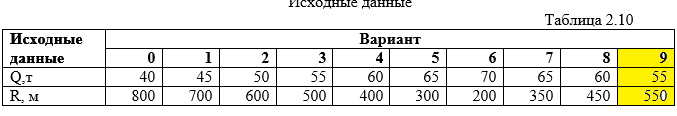 Исходные данные
Таблица 2.10
Исходные данные Вариант
0 1 2 3 4 5 6 7 8 9
Q,т 40 45 50 55 60 65 70 65 60 55
R, м 800 700 600 500 400 300 200 350 450 550